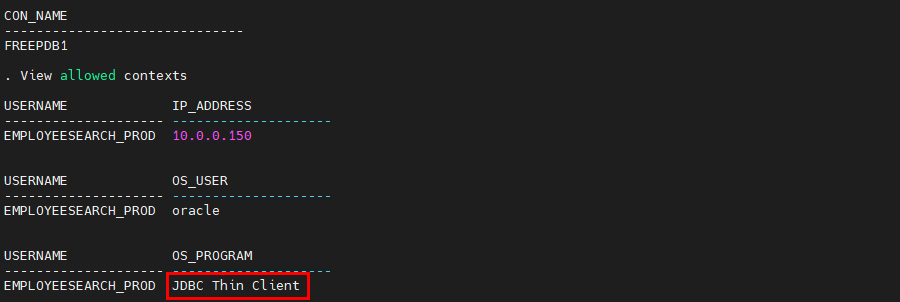 CON_NAME
------------------------------
FREEPDB1
. View allowed contexts
USERNAME             IP_ADDRESS
-------------------- --------------------
EMPLOYEESEARCH_PROD  10.0.0.150
USERNAME             OS_USER
-------------------- --------------------
EMPLOYEESEARCH_PROD  oracle
USERNAME             OS_PROGRAM
-------------------- --------------------
EMPLOYEESEARCH_PROD  JDBC Thin Client